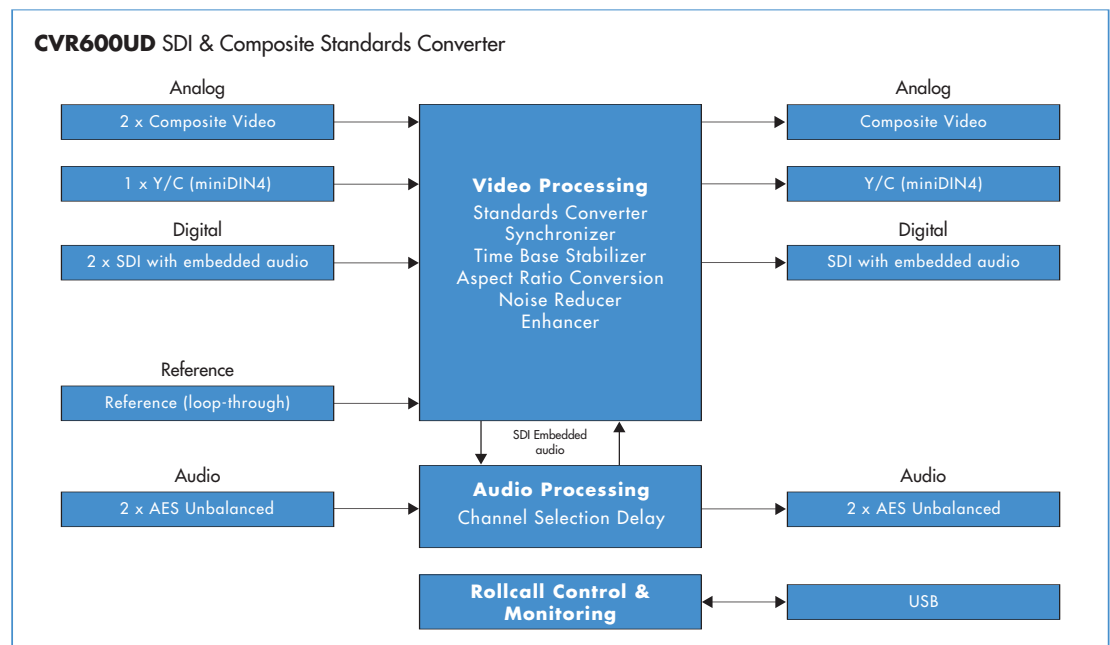 CVR600UD SDI & Composite Standards Converter
Analog
2 x Composite Video
1 x Y/C (miniDIN4)
Digital
2 x SDI with embedded audio
Reference
Reference (loop-through)
Audio
2 x AES Unbalanced
Video Processing
Standards Converter
Synchronizer
Time Base Stabilizer
Aspect Ratio Conversion
Noise Reducer
Enhancer
SDI Embedded
audio
Audio Processing
Channel Selection Delay
Rollcall Control &
Monitoring
Analog
Composite Video
Y/C (miniDIN4)
Digital
SDI with embedded audio
Audio
2 x AES Unbalanced
USB